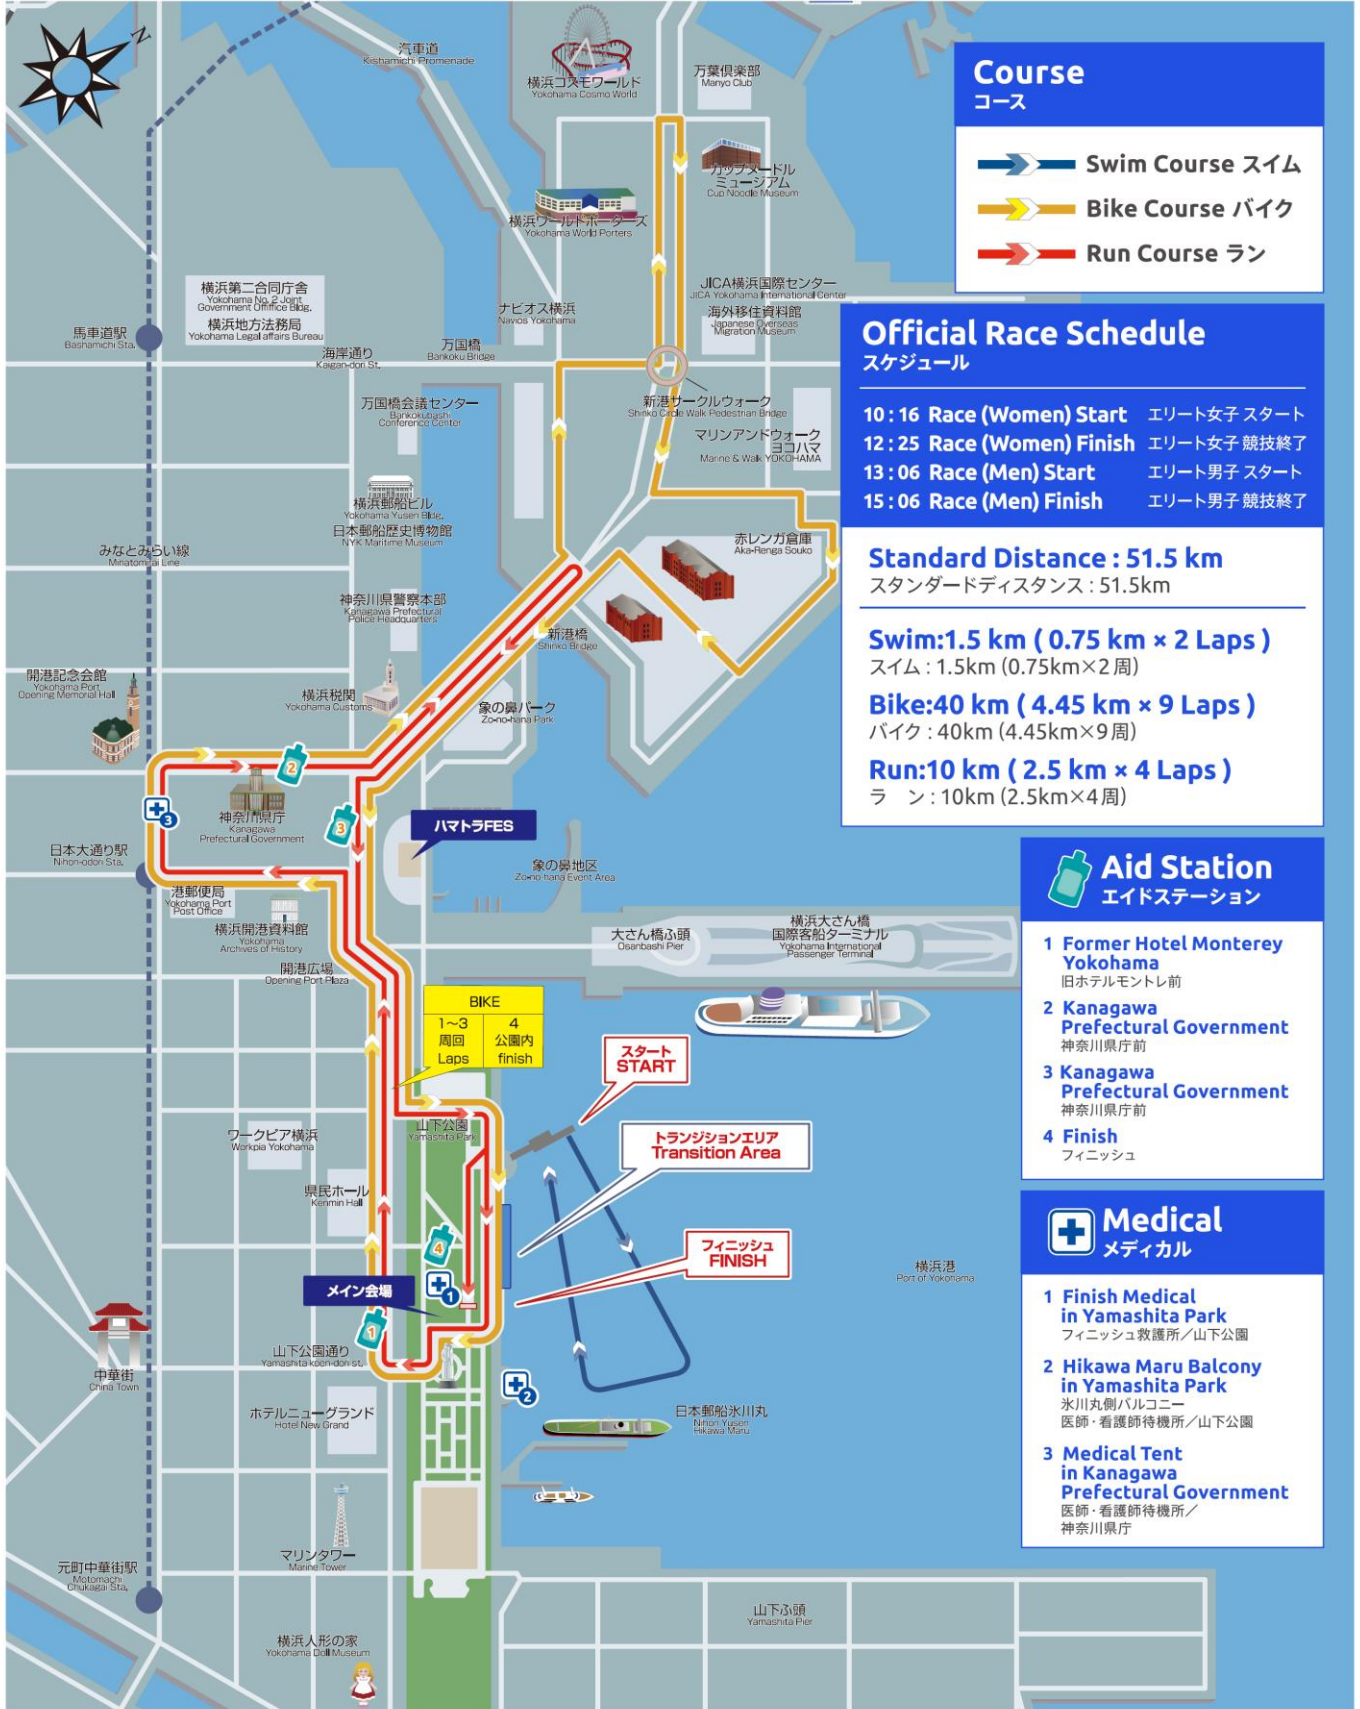 N
汽車道
Kishamichi Promenade
横浜コスモワールド
Yokohama Cosmo World
万葉倶楽部
Manyo Club
カップヌードル
ミュージアム
Cup Noodle Museum
横浜ワールドポーターズ
Yokohama World Porters
横浜第二合同庁舎
Yokohama No. 2 Joint
Government Offiffice Bldg.
横浜地方法務局
Yokohama Legal affairs Bureau
馬車道駅
Bashamichi Sta.
海岸通り
Kaigan-dori St.
万国橋
Bankoku Bridge
ナビオス横浜
Navios Yokohama
JICA横浜国際センター
JICA Yokohama International Center
海外移住資料館
Japanese Overseas
Migration Museum
新港サークルウォーク
Shinko Circle Walk Pedestrian Bridge
万国橋会議センター
Bankokubashi
Conference Center
マリンアンドウォーク
ヨコハマ
Marine & Walk YOKOHAMA
横浜郵船ビル
Yokohama Yusen Bldg.
日本郵船歴史博物館
NYK Maritime Museum
みなとみらい線
Minatomirai Line
赤レンガ倉庫
Aka-Renga Souko
神奈川県警察本部
Kanagawa Prefectural
Police Headquarters
新港橋
Shinko Bridge
開港記念会館
Yokohama Port
Opening Memorial Hall
横浜税関
Yokohama Customs
象の鼻パーク
Zo-no-hana Park
2
3
3
神奈川県庁
Kanagawa
Prefectural Government
ハマトラFES
日本大通り駅
Nihon-odori Sta.
象の鼻地区
Zo-no-hana Event Area
港郵便局
Yokohama Port
Post Office
横浜開港資料館
Yokohama
Archives of History
開港広場
Opening Port Plaza
大さん橋ふ頭
Osanbashi Pier
横浜大さん橋
国際客船ターミナル
Yokohama International
Passenger Terminal
BIKE
1〜3
周回
Laps
4
公園内
finish
スタート
START
山下公園
Yamashita Park
トランジションエリア
Transition Area
ワークピア横浜
Workpia Yokohama
県民ホール
Kenmin Hall
フィニッシュ
FINISH
4
1
メイン会場
1
横浜港
Port of Yokohama
山下公園通り
Yamashita koen-dori st.
中華街
China Town
2
ホテルニューグランド
Hotel New Grand
日本郵船氷川丸
Nihon Yusen
Hikawa Maru
マリンタワー
Marine Tower
元町中華街駅
Motomachi
Chukagai Sta.
山下ふ頭
Yamashita Pier
横浜人形の家
Yokohama Doll Museum
Course
コース
Swim Course スイム
Bike Course バイク
Run Course ラン
Official Race Schedule
スケジュール
10:16 Race (Women) Start エリート女子 スタート
12:25 Race (Women) Finish エリート女子 競技終了
13:06 Race (Men) Start エリート男子 スタート
15:06 Race (Men) Finish エリート男子 競技終了
Standard Distance : 51.5 km
スタンダードディスタンス : 51.5km
Swim:1.5 km ( 0.75 km × 2 Laps )
スイム : 1.5km (0.75km×2周)
Bike:40 km ( 4.45 km × 9 Laps )
バイク : 40km (4.45km×9周)
Run:10 km ( 2.5 km × 4 Laps )
ラ ン : 10km (2.5km×4周)
Aid Station
エイドステーション
1 Former Hotel Monterey
Yokohama
旧ホテルモントレ前
2 Kanagawa
Prefectural Government
神奈川県庁前
3 Kanagawa
Prefectural Government
神奈川県庁前
4 Finish
フィニッシュ
Medical
メディカル
1 Finish Medical
in Yamashita Park
フィニッシュ救護所／山下公園
2 Hikawa Maru Balcony
in Yamashita Park
氷川丸側バルコニー
医師・看護師待機所／山下公園
3 Medical Tent
in Kanagawa
Prefectural Government
医師・看護師待機所／
神奈川県庁